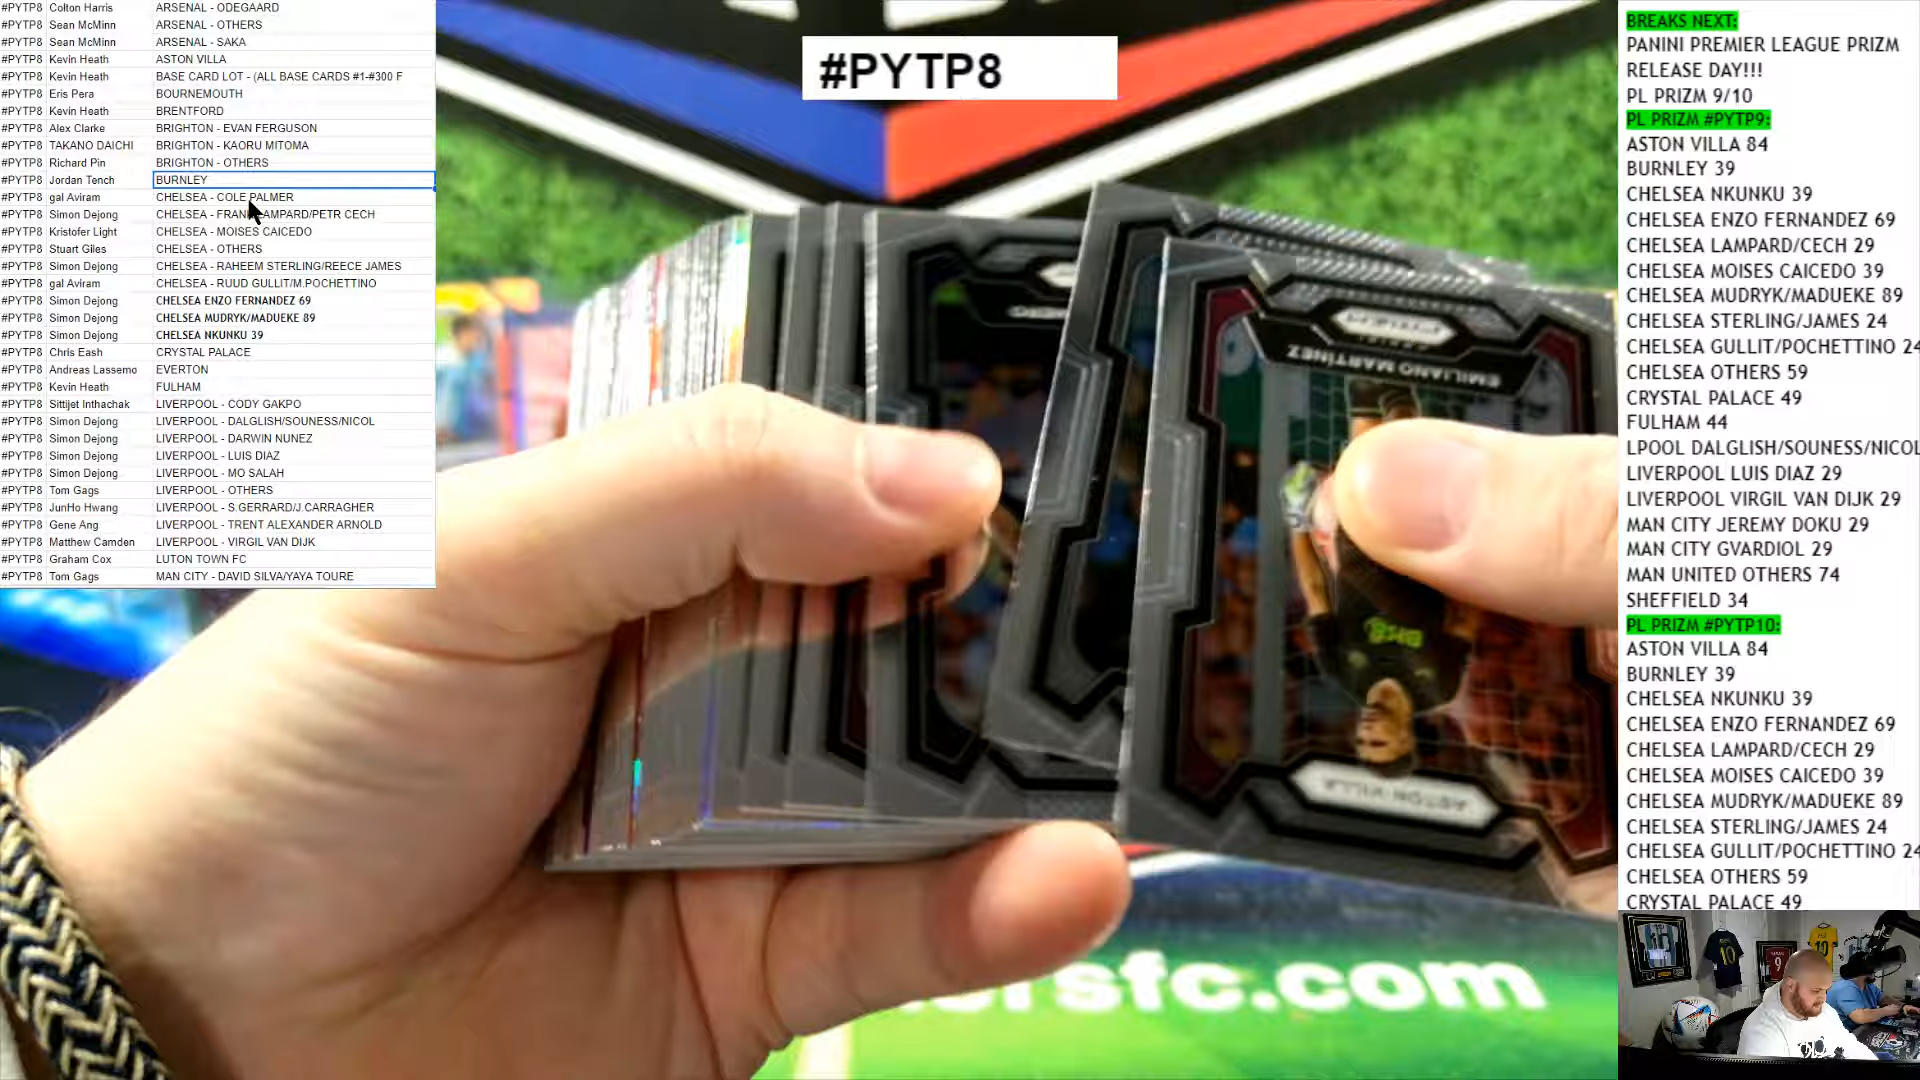 #PYTP8 Colton Harris ARSENAL - ODEGAARD
#PYTP8 Sean McMinn ARSENAL - OTHERS
#PYTP8 Sean McMinn ARSENAL - SAKA
#PYTP8 Kevin Heath ASTON VILLA
#PYTP8 Kevin Heath BASE CARD LOT - (ALL BASE CARDS #1-#300 F
#PYTP8 Eris Pera BOURNEMOUTH
#PYTP8 Kevin Heath BRENTFORD
#PYTP8 Alex Clarke BRIGHTON - EVAN FERGUSON
#PYTP8 TAKANO DAICHI BRIGHTON - KAORU MITOMA
#PYTP8 Richard Pin BRIGHTON - OTHERS
#PYTP8 Jordan Tench BURNLEY
#PYTP8 gal Aviram CHELSEA - COLE PALMER
#PYTP8 Simon Dejong CHELSEA - FRANK LAMPARD/PETR CECH
#PYTP8 Kristofer Light CHELSEA - MOISES CAICEDO
#PYTP8 Stuart Giles CHELSEA - OTHERS
#PYTP8 Simon Dejong CHELSEA - RAHEEM STERLING/REECE JAMES
#PYTP8 gal Aviram CHELSEA - RUUD GULLIT/M.POCHETTINO
#PYTP8 Simon Dejong CHELSEA ENZO FERNANDEZ 69
#PYTP8 Simon Dejong CHELSEA MUDRYK/MADUEKE 89
#PYTP8 Simon Dejong CHELSEA NKUNKU 39
#PYTP8 Chris Eash CRYSTAL PALACE
#PYTP8 Andreas Lassemo EVERTON
#PYTP8 Kevin Heath FULHAM
#PYTP8 Sittijet Inthachak LIVERPOOL - CODY GAKPO
#PYTP8 Simon Dejong LIVERPOOL - DALGLISH/SOUNESS/NICOL
#PYTP8 Simon Dejong LIVERPOOL - DARWIN NUNEZ
#PYTP8 Simon Dejong LIVERPOOL - LUIS DIAZ
#PYTP8 Simon Dejong LIVERPOOL - MO SALAH
#PYTP8 Tom Gags LIVERPOOL - OTHERS
#PYTP8 JunHo Hwang LIVERPOOL - S.GERRARD/J.CARRAGHER
#PYTP8 Gene Ang LIVERPOOL - TRENT ALEXANDER ARNOLD
#PYTP8 Matthew Camden LIVERPOOL - VIRGIL VAN DIJK
#PYTP8 Graham Cox LUTON TOWN FC
#PYTP8 Tom Gags MAN CITY - DAVID SILVA/YAYA TOURE
#PYTP8
PRIZM
EMILIANO MARTINEZ
ASTON VILLA
ersfc.com
BREAKS NEXT:
PANINI PREMIER LEAGUE PRIZM
RELEASE DAY!!!
PL PRIZM 9/10
PL PRIZM #PYTP9:
ASTON VILLA 84
BURNLEY 39
CHELSEA NKUNKU 39
CHELSEA ENZO FERNANDEZ 69
CHELSEA LAMPARD/CECH 29
CHELSEA MOISES CAICEDO 39
CHELSEA MUDRYK/MADUEKE 89
CHELSEA STERLING/JAMES 24
CHELSEA GULLIT/POCHETTINO 24
CHELSEA OTHERS 59
CRYSTAL PALACE 49
FULHAM 44
LPOOL DALGLISH/SOUNESS/NICOL
LIVERPOOL LUIS DIAZ 29
LIVERPOOL VIRGIL VAN DIJK 29
MAN CITY JEREMY DOKU 29
MAN CITY GVARDIOL 29
MAN UNITED OTHERS 74
SHEFFIELD 34
PL PRIZM #PYTP10:
ASTON VILLA 84
BURNLEY 39
CHELSEA NKUNKU 39
CHELSEA ENZO FERNANDEZ 69
CHELSEA LAMPARD/CECH 29
CHELSEA MOISES CAICEDO 39
CHELSEA MUDRYK/MADUEKE 89
CHELSEA STERLING/JAMES 24
CHELSEA GULLIT/POCHETTINO 24
CHELSEA OTHERS 59
CRYSTAL PALACE 49